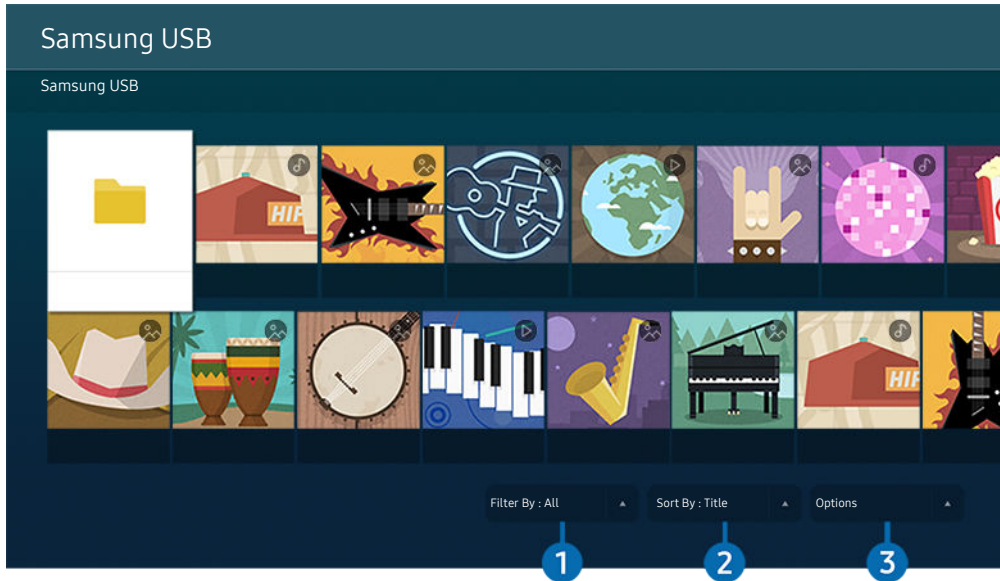 Samsung USB
Samsung USB
HIP
HIP
Filter By : All
Sort By : Title
Options
1
2
3